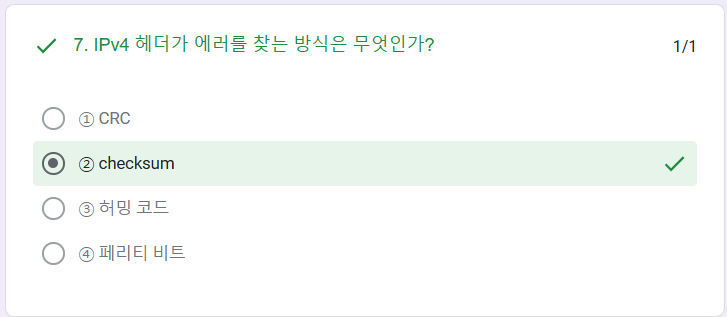 7. IPv4 헤더가 에러를 찾는 방식은 무엇인가?
1/1
① CRC
② checksum
③ 허밍 코드
④ 페리티 비트